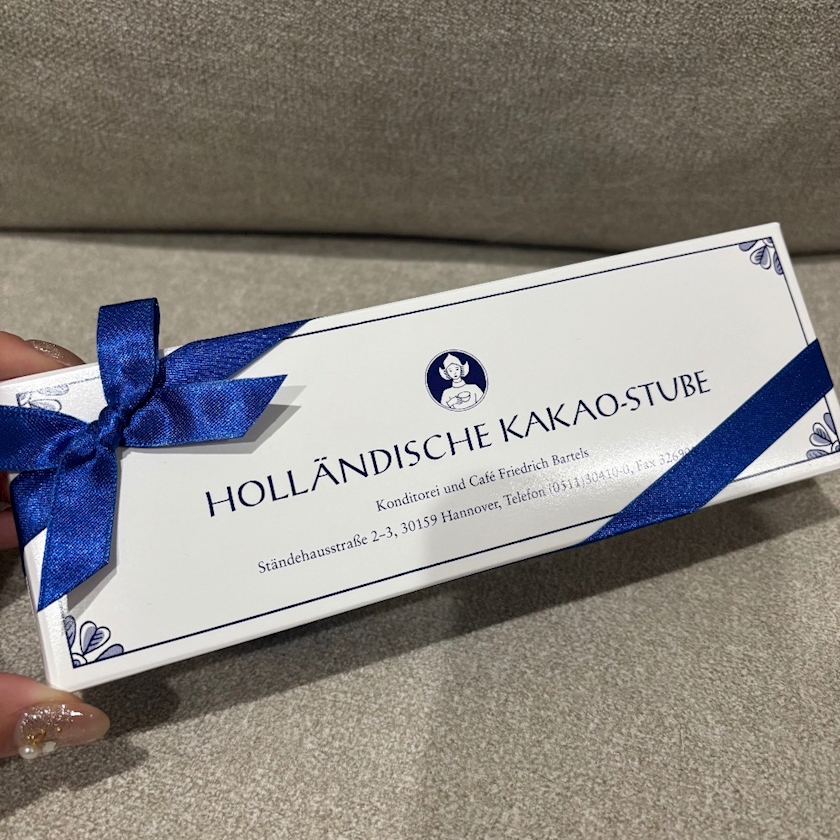 HOLLÄNDISCHE KAKAO-STUBE
Konditorei und Café Friedrich Bartels
Ständehausstraße 2–3, 30159 Hannover, Telefon (0511)30410-0, Fax